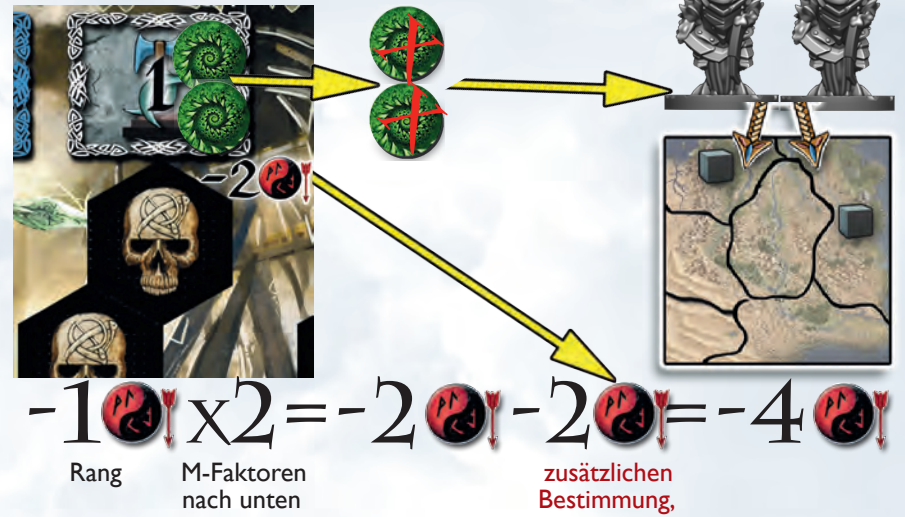 1
-2
-1 x2=-2 -2 =-4
Rang
M-Faktoren
nach unten
zusätzlichen
Bestimmung,